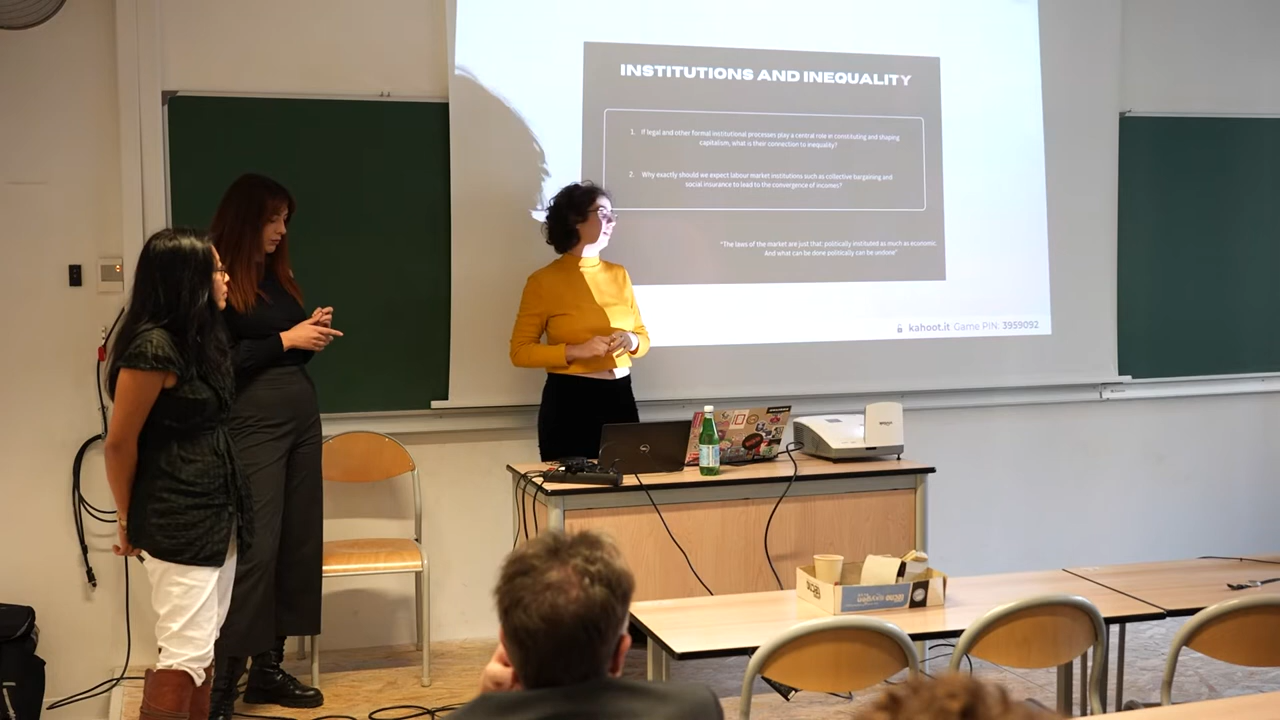 INSTITUTIONS AND INEQUALITY
1. If legal and other formal institutional processes play a central role in constituting and shaping
capitalism, what is their connection to inequality?
2. Why exactly should we expect labour market institutions such as collective bargaining and
social insurance to lead to the convergence of incomes?
"The laws of the market are just that: politically instituted as much as economic.
And what can be done politically can be undone"
kahoot.it Game PIN: 3959092
DELL